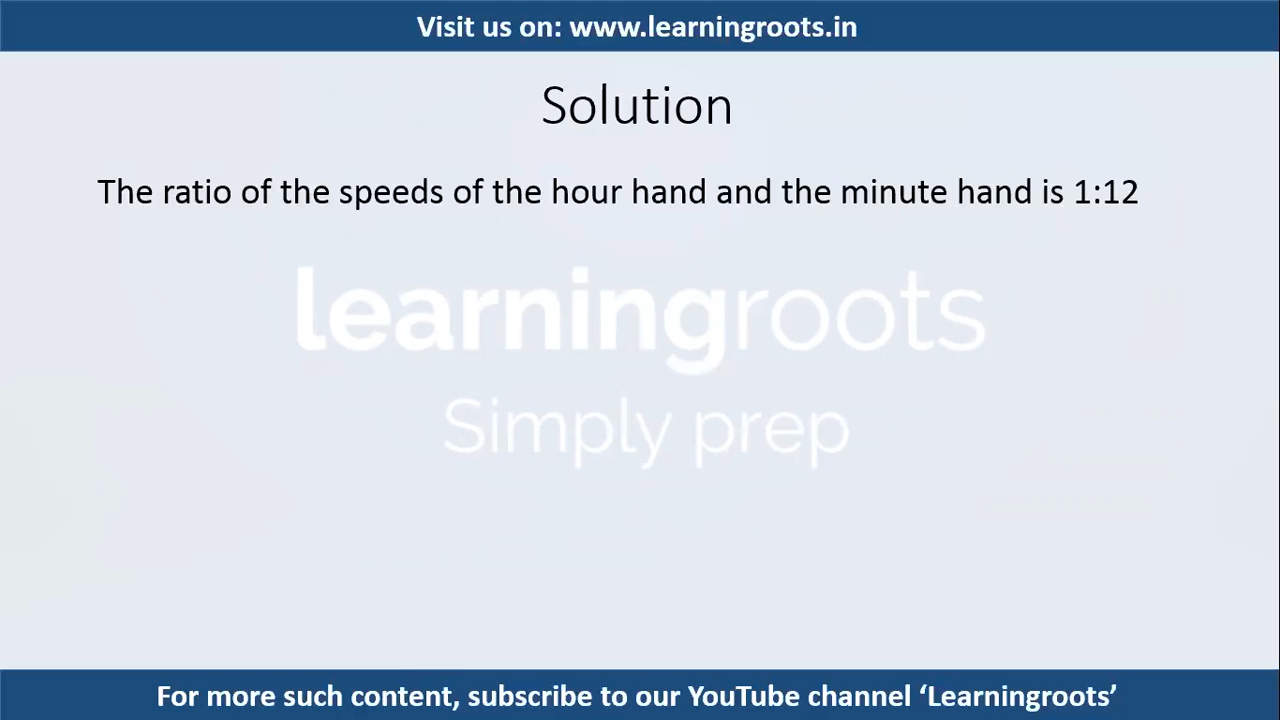 Visit us on: www.learningroots.in
Solution
The ratio of the speeds of the hour hand and the minute hand is 1:12
learningroots
Simply prep
For more such content, subscribe to our YouTube channel ‘Learningroots’